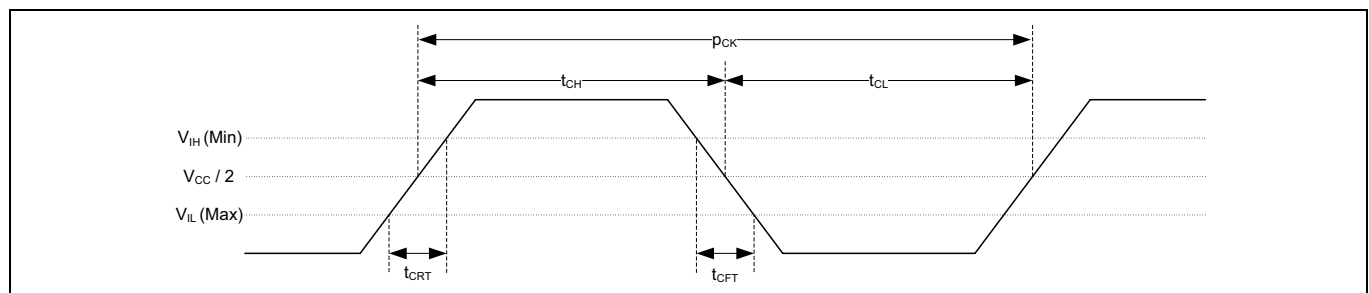 pCK
tCH
tCL
VIH (Min)
VCC / 2
VIL (Max)
tCRT
tCFT